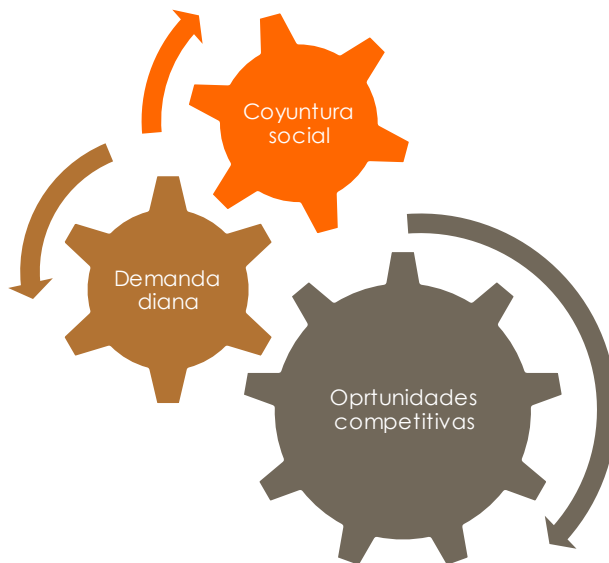 Coyuntura
social
Demanda
diana
Oprtunidades
competitivas